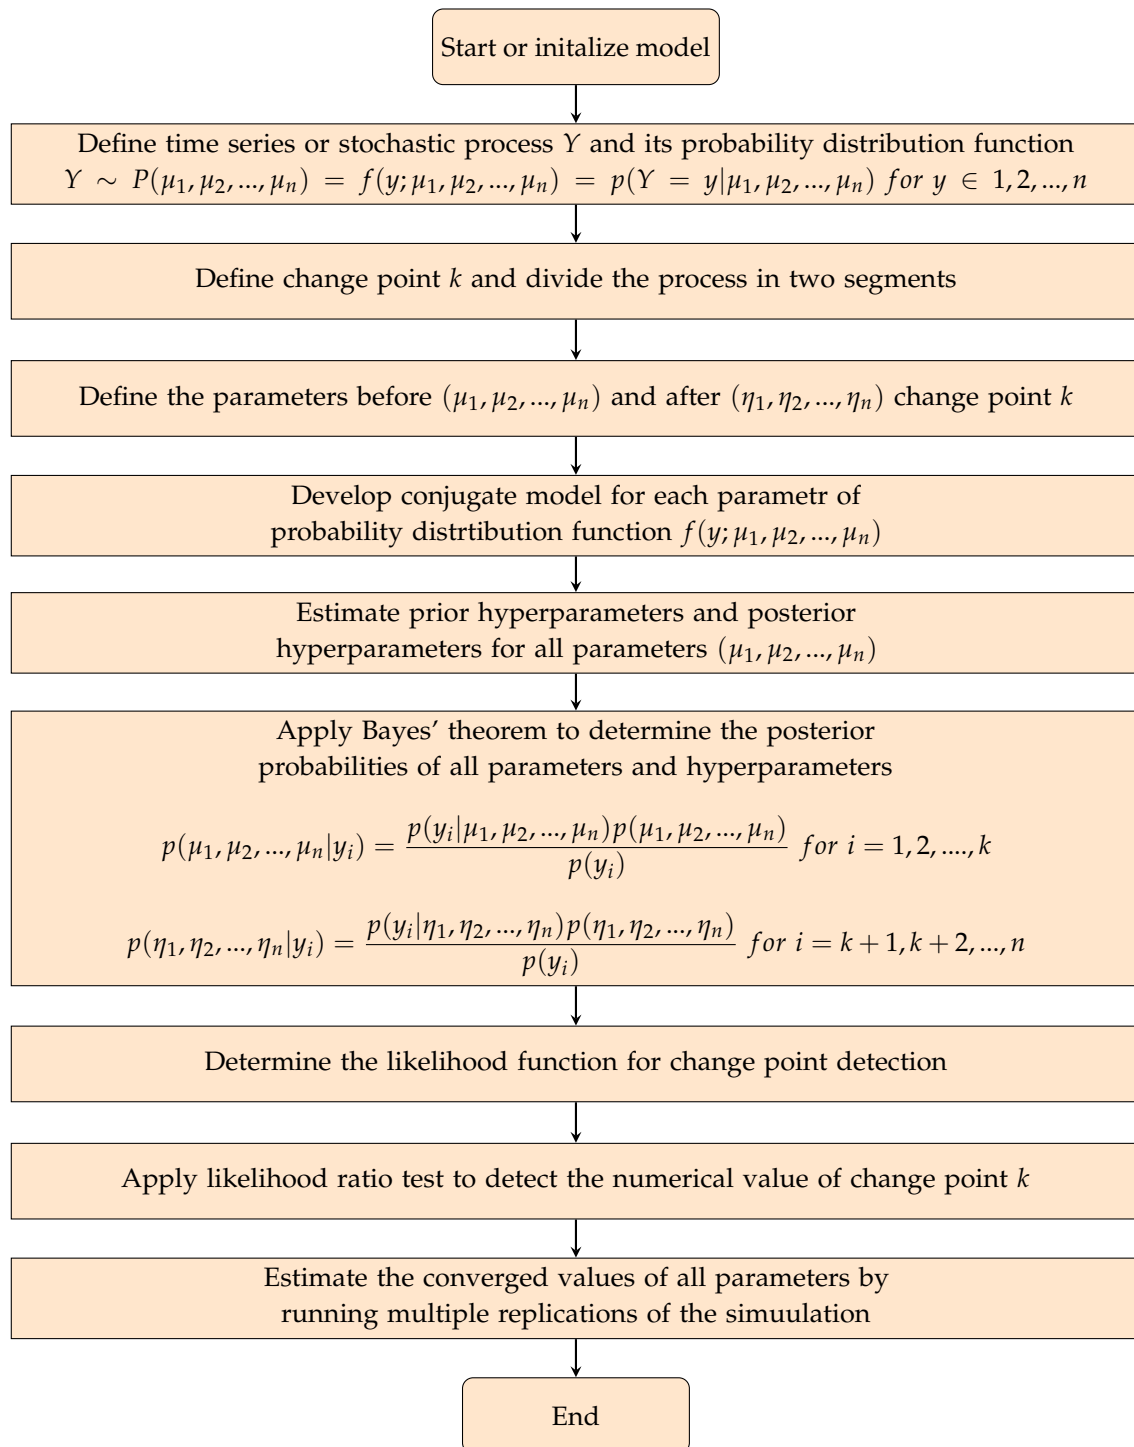 Start or initalize model
Define time series or stochastic process Y and its probability distribution function
Y ∼ P(μ₁, μ₂, ..., μₙ) = f(y; μ₁, μ₂, ..., μₙ) = p(Y = y|μ₁, μ₂, ..., μₙ) for y ∈ 1, 2, ..., n
Define change point k and divide the process in two segments
Define the parameters before (μ₁, μ₂, ..., μₙ) and after (η₁, η₂, ..., ηₙ) change point k
Develop conjugate model for each parametr of
probability distrtibution function f(y; μ₁, μ₂, ..., μₙ)
Estimate prior hyperparameters and posterior
hyperparameters for all parameters (μ₁, μ₂, ..., μₙ)
Apply Bayes’ theorem to determine the posterior
probabilities of all parameters and hyperparameters
p(μ₁, μ₂, ..., μₙ|yᵢ) = p(yᵢ|μ₁, μ₂, ..., μₙ)p(μ₁, μ₂, ..., μₙ) / p(yᵢ) for i = 1, 2, ...., k
p(η₁, η₂, ..., ηₙ|yᵢ) = p(yᵢ|η₁, η₂, ..., ηₙ)p(η₁, η₂, ..., ηₙ) / p(yᵢ) for i = k + 1, k + 2, ..., n
Determine the likelihood function for change point detection
Apply likelihood ratio test to detect the numerical value of change point k
Estimate the converged values of all parameters by
running multiple replications of the simuulation
End